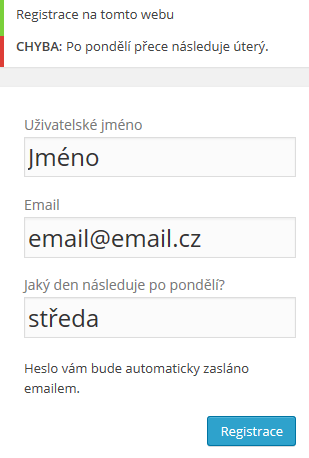 Registrace na tomto webu
CHYBA: Po pondělí přece následuje úterý.
Uživatelské jméno
Jméno
Email
email@email.cz
Jaký den následuje po pondělí?
středa
Heslo vám bude automaticky zasláno
emailem.
Registrace